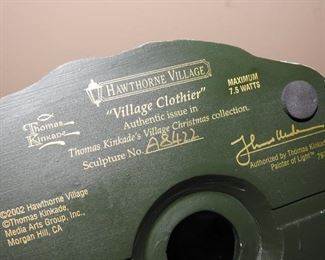 HAWTHORNE VILLAGE
MAXIMUM
7.5 WATTS
"Village Clothier"
Authentic issue in
Thomas Kinkade's Village Christmas collection.
Sculpture No. A8422
Thomas
Kinkade
Authorized by Thomas Kinkade
Painter of Light™
©2002 Hawthorne Village
©Thomas Kinkade,
Media Arts Group, Inc.,
Morgan Hill, CA